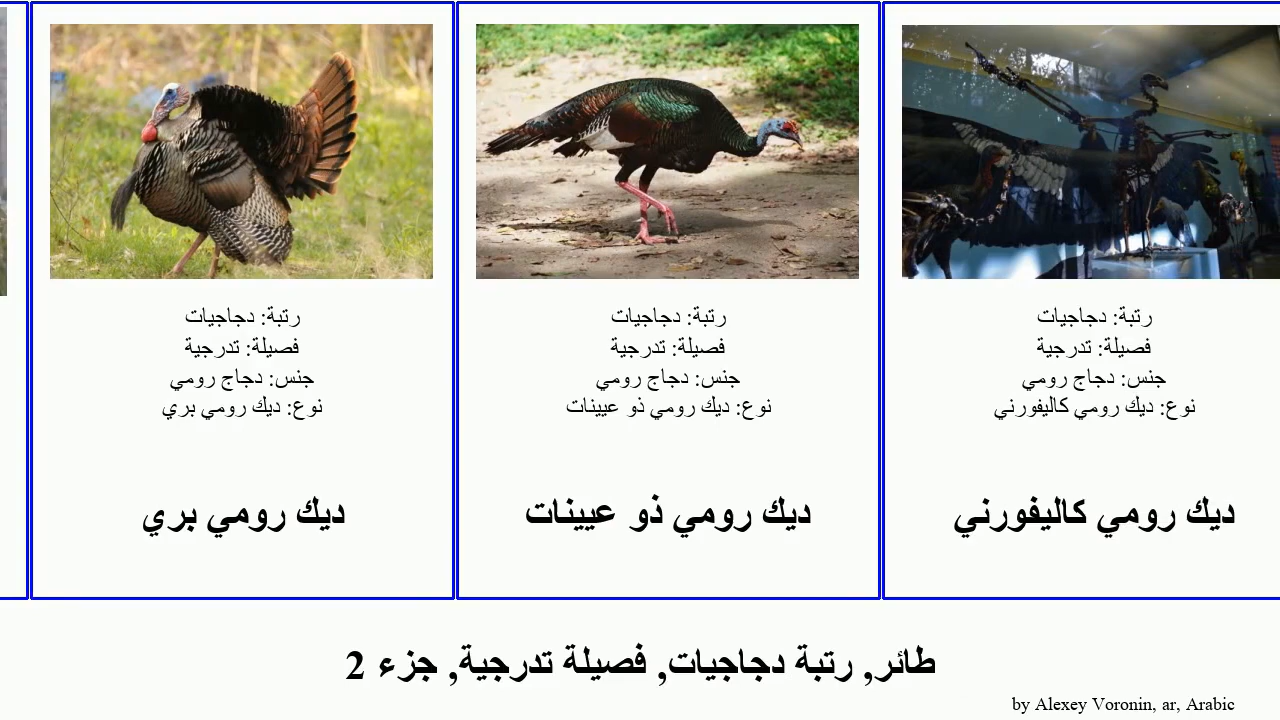 رتبة: دجاجيات
فصيلة: تدرجية
جنس: دجاج رومي
نوع: ديك رومي بري
ديك رومي بري
رتبة: دجاجيات
فصيلة: تدرجية
جنس: دجاج رومي
نوع: ديك رومي ذو عيينات
ديك رومي ذو عيينات
رتبة: دجاجيات
فصيلة: تدرجية
جنس: دجاج رومي
نوع: ديك رومي كاليفورني
ديك رومي كاليفورني
طائر, رتبة دجاجيات, فصيلة تدرجية, جزء 2
by Alexey Voronin, ar, Arabic